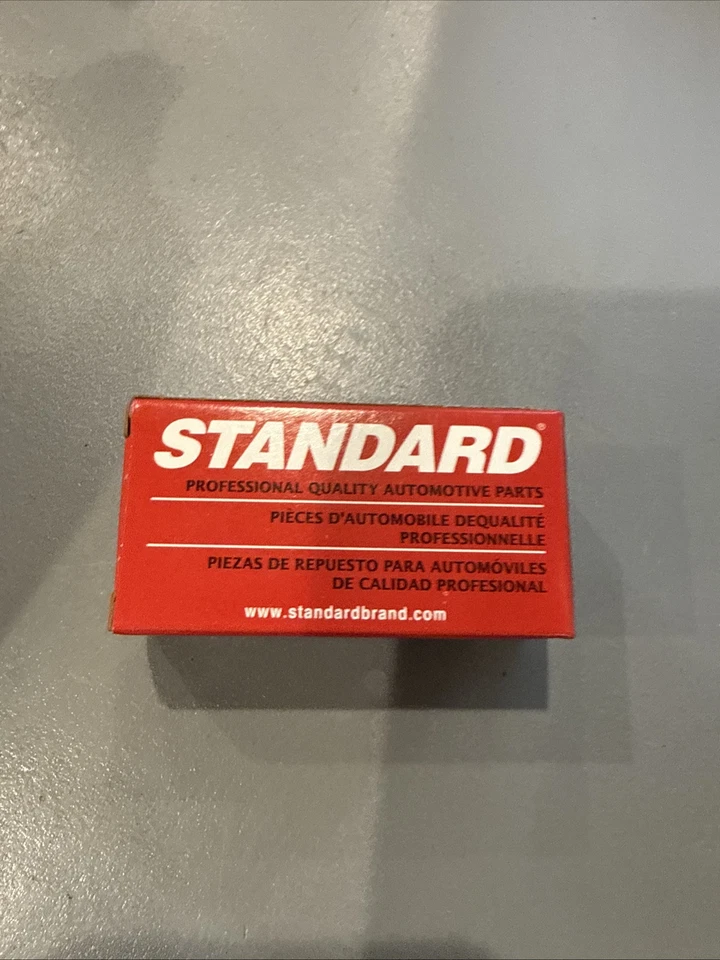 STANDARD®
PROFESSIONAL QUALITY AUTOMOTIVE PARTS
PIÈCES D'AUTOMOBILE DEQUALITÉ
PROFESSIONNELLE
PIEZAS DE REPUESTO PARA AUTOMÓVILES
DE CALIDAD PROFESIONAL
www.standardbrand.com